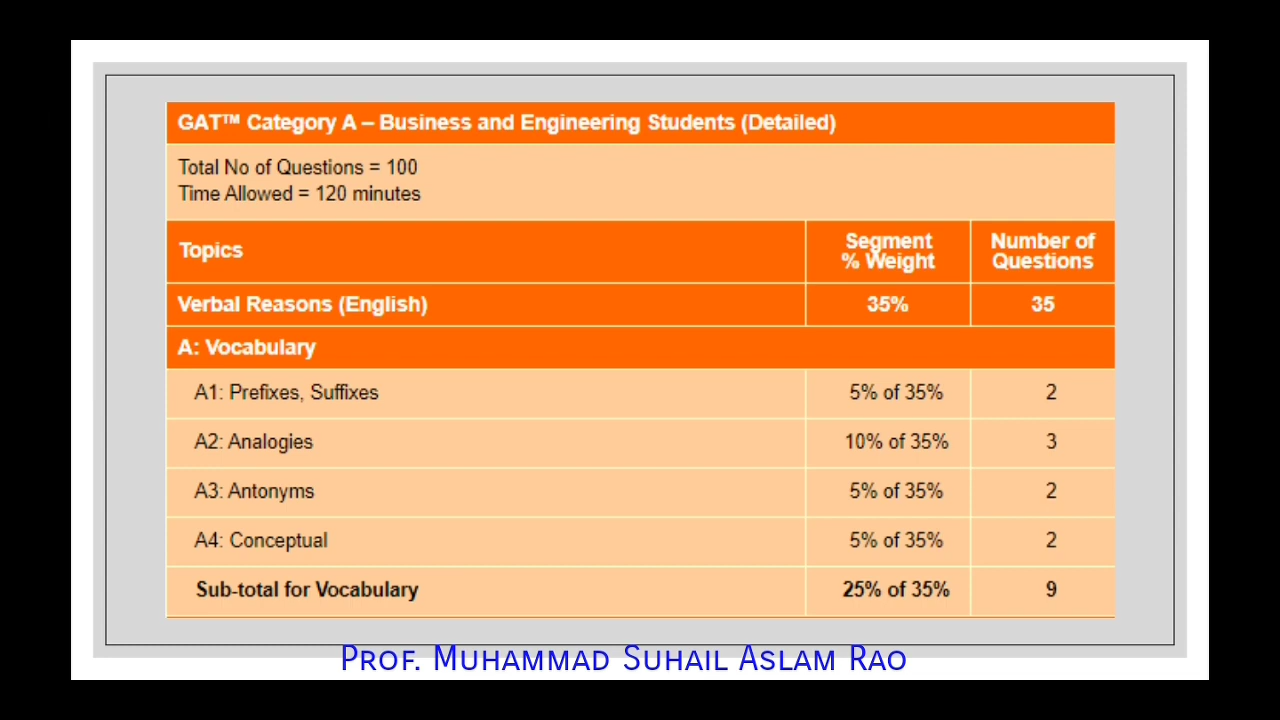 GAT™ Category A – Business and Engineering Students (Detailed)
Total No of Questions = 100
Time Allowed = 120 minutes
Topics
Segment
% Weight
Number of
Questions
Verbal Reasons (English) 35% 35
A: Vocabulary
A1: Prefixes, Suffixes 5% of 35% 2
A2: Analogies 10% of 35% 3
A3: Antonyms 5% of 35% 2
A4: Conceptual 5% of 35% 2
Sub-total for Vocabulary 25% of 35% 9
Prof. Muhammad Suhail Aslam Rao